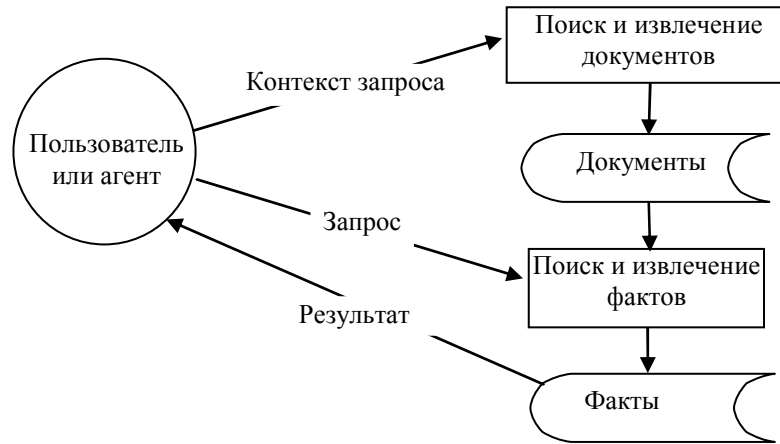 Поиск и извлечение
документов
Контекст запроса
Пользователь
или агент
Документы
Запрос
Поиск и извлечение
фактов
Результат
Факты